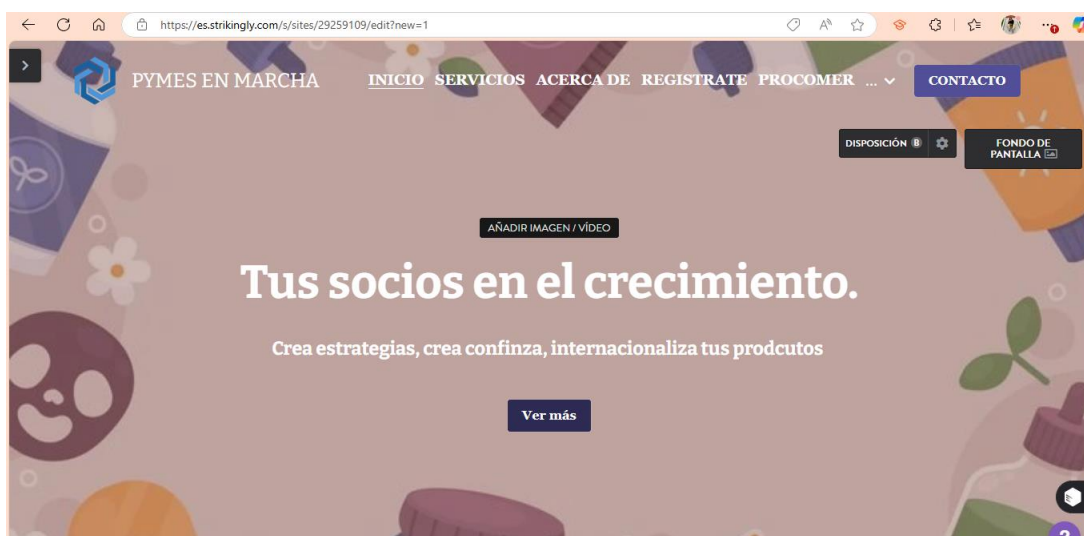 https://es.strikingly.com/s/sites/29259109/edit?new=1
PYMES EN MARCHA
INICIO SERVICIOS ACERCA DE REGISTRATE PROCOMER ... CONTACTO
DISPOSICIÓN B
FONDO DE
PANTALLA
AÑADIR IMAGEN / VÍDEO
Tus socios en el crecimiento.
Crea estrategias, crea confinza, internacionaliza tus prodcutos
Ver más
?